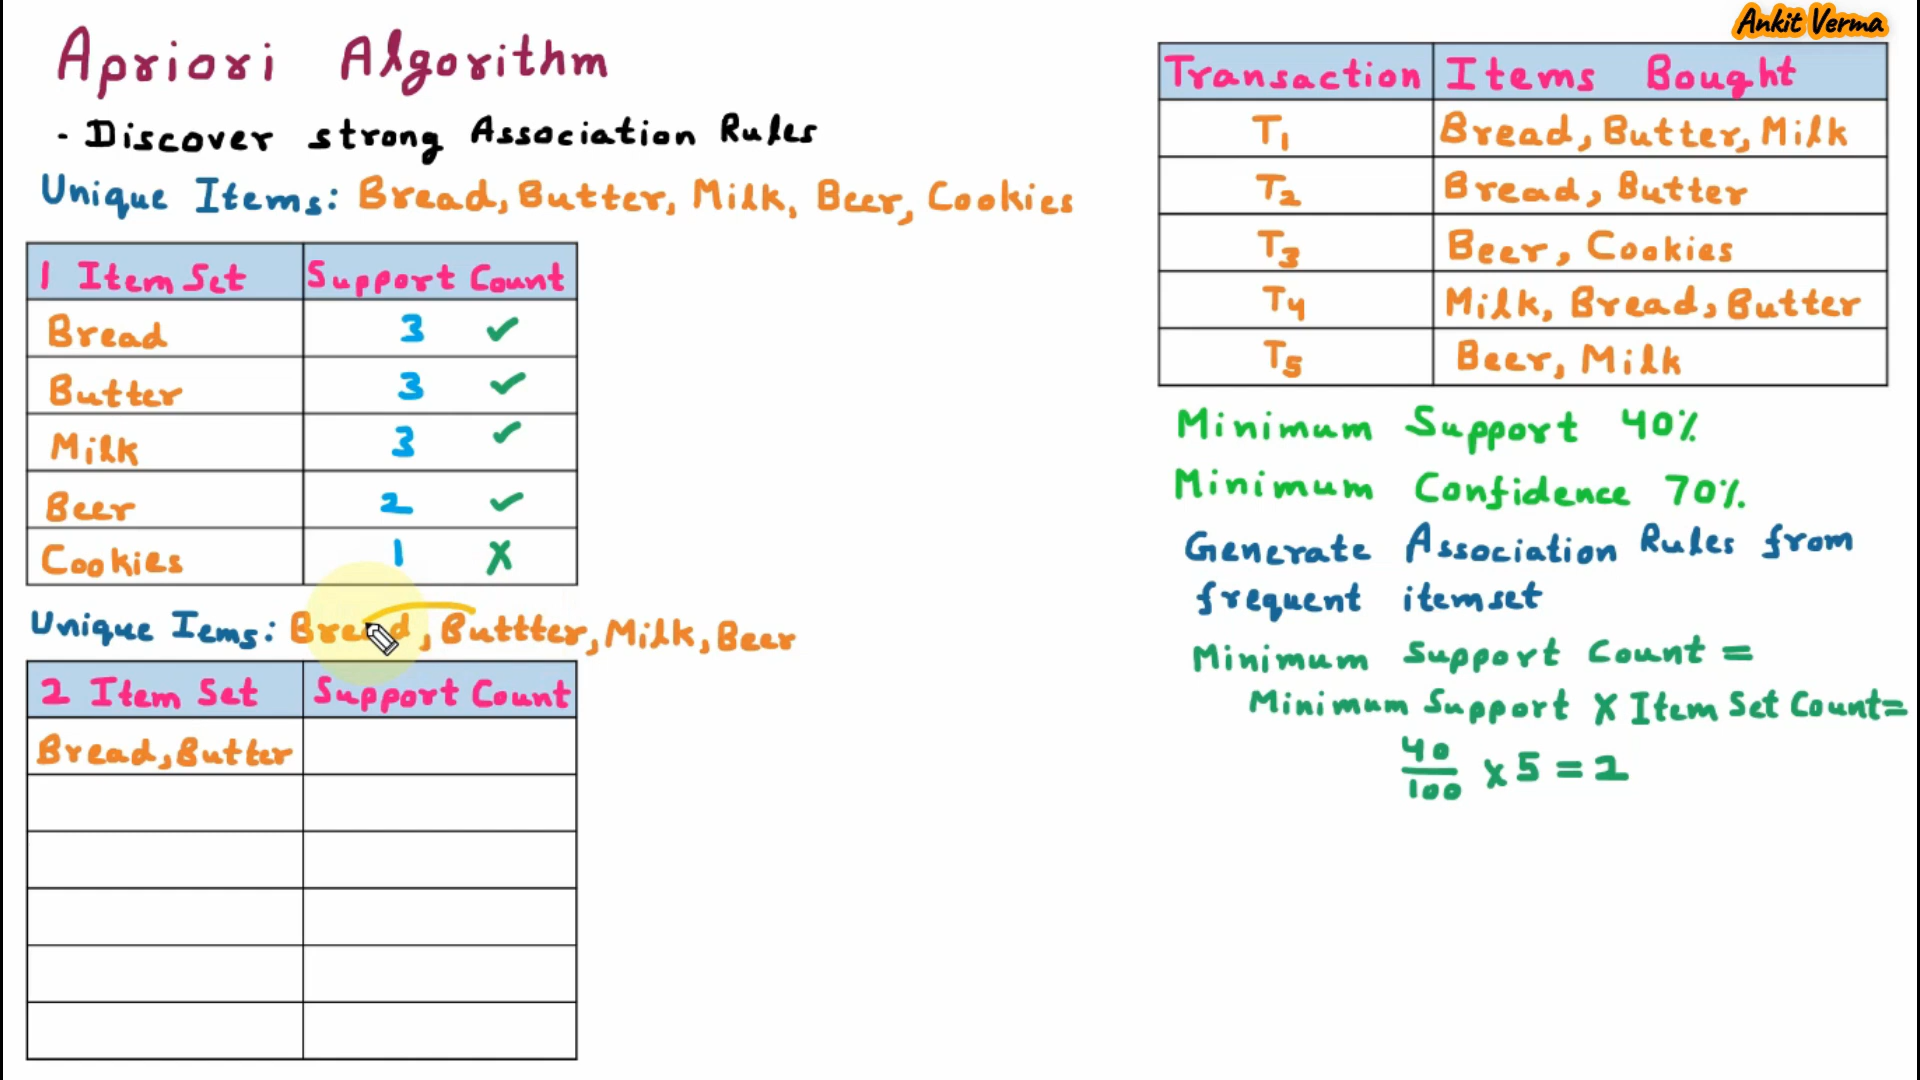 Ankit Verma
Apriori Algorithm
- Discover strong Association Rules
Unique Items: Bread, Butter, Milk, Beer, Cookies
1 Item Set Support Count
Bread 3 ✓
Butter 3 ✓
Milk 3 ✓
Beer 2 ✓
Cookies 1 X
Unique Iems: Bread, Buttter, Milk, Beer
2 Item Set Support Count
Bread, Butter
Transaction Items Bought
T1 Bread, Butter, Milk
T2 Bread, Butter
T3 Beer, Cookies
T4 Milk, Bread, Butter
T5 Beer, Milk
Minimum Support 40%
Minimum Confidence 70%
Generate Association Rules from
frequent itemset
Minimum Support Count =
Minimum Support X Item Set Count=
40/100 x 5 = 2